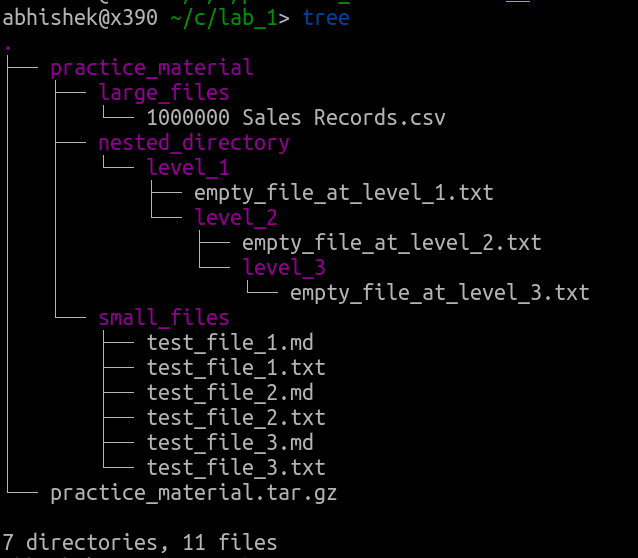 abhishek@x390 ~/c/lab_1> tree
.
├── practice_material
│   ├── large_files
│   │   └── 1000000 Sales Records.csv
│   ├── nested_directory
│   │   └── level_1
│   │       ├── empty_file_at_level_1.txt
│   │       └── level_2
│   │           ├── empty_file_at_level_2.txt
│   │           └── level_3
│   │               └── empty_file_at_level_3.txt
│   └── small_files
│       ├── test_file_1.md
│       ├── test_file_1.txt
│       ├── test_file_2.md
│       ├── test_file_2.txt
│       ├── test_file_3.md
│       └── test_file_3.txt
└── practice_material.tar.gz
7 directories, 11 files